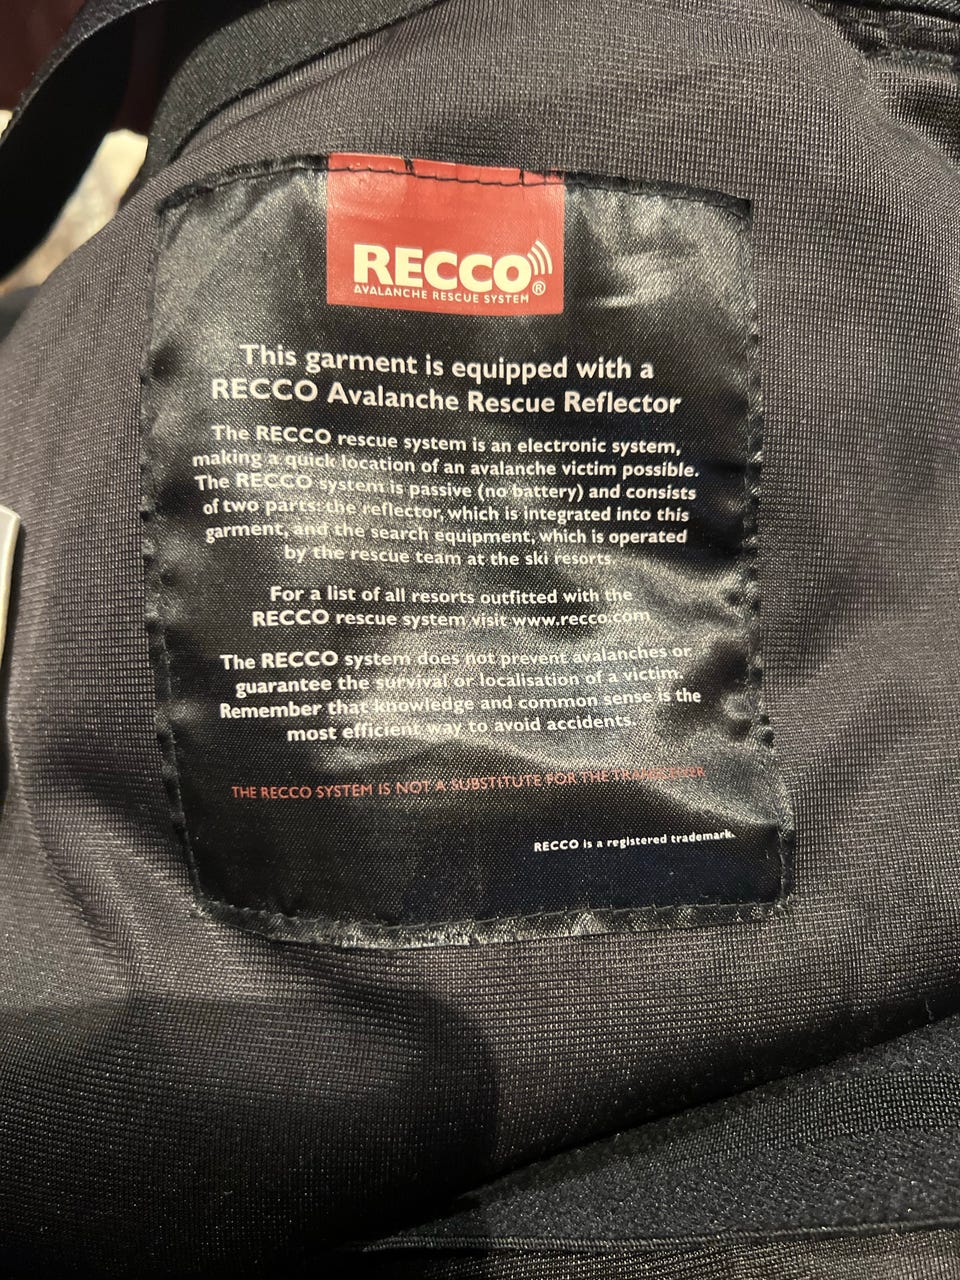 RECCO®
AVALANCHE RESCUE SYSTEM
This garment is equipped with a
RECCO Avalanche Rescue Reflector
The RECCO rescue system is an electronic system,
making a quick location of an avalanche victim possible.
The RECCO system is passive (no battery) and consists
of two parts: the reflector, which is integrated into this
garment, and the search equipment, which is operated
by the rescue team at the ski resorts.
For a list of all resorts outfitted with the
RECCO rescue system visit www.recco.com
The RECCO system does not prevent avalanches or
guarantee the survival or localisation of a victim.
Remember that knowledge and common sense is the
most efficient way to avoid accidents.
THE RECCO SYSTEM IS NOT A SUBSTITUTE FOR THE
RECCO is a registered trademark.